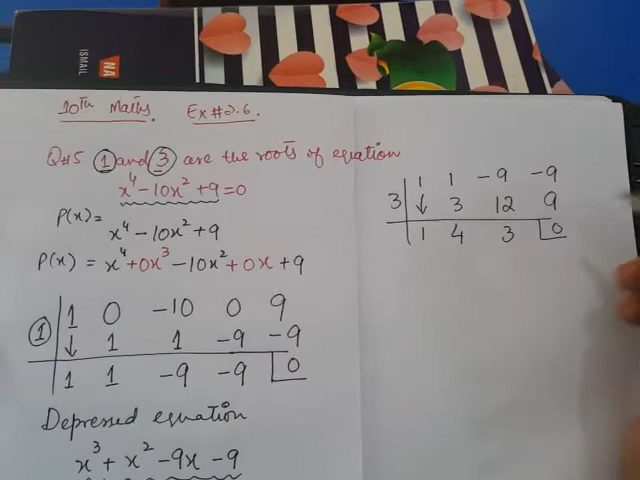 NA
ISMAIL
10th Maths. Ex # 2.6.
Q#5 1 and 3 are the roots of equation
x⁴-10x²+9=0
P(x)=
x⁴-10x²+9
P(x) = x⁴+0x³-10x²+0x+9
1 | 1 0 -10 0 9
↓ 1 1 -9 -9
1 1 -9 -9 0
Depressed equation
x³+x²-9x-9
1 1 -9 -9
3 | ↓ 3 12 9
1 4 3 0